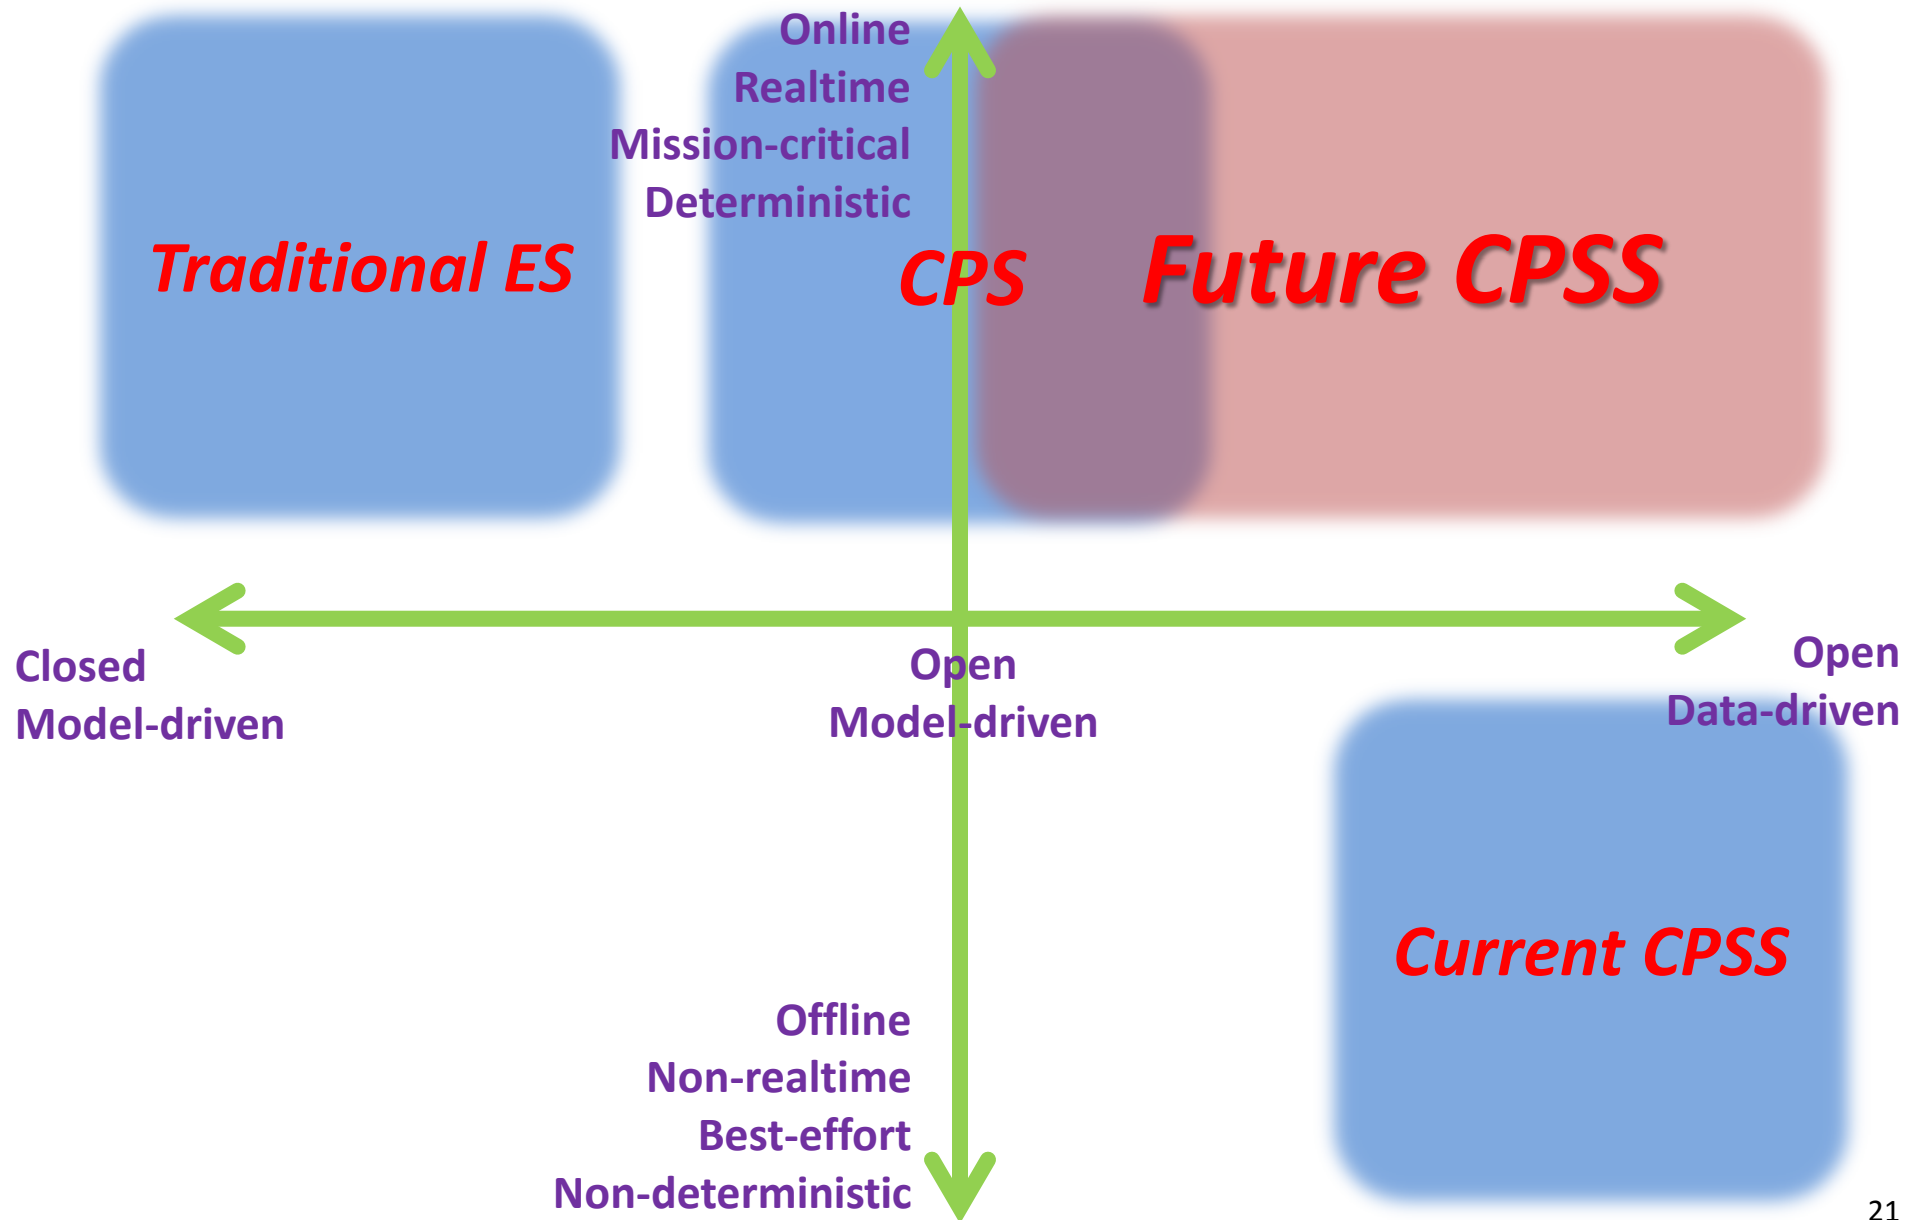 Online
Realtime
Mission-critical
Deterministic
Traditional ES
CPS
Future CPSS
Closed
Model-driven
Open
Model-driven
Open
Data-driven
Current CPSS
Offline
Non-realtime
Best-effort
Non-deterministic
21